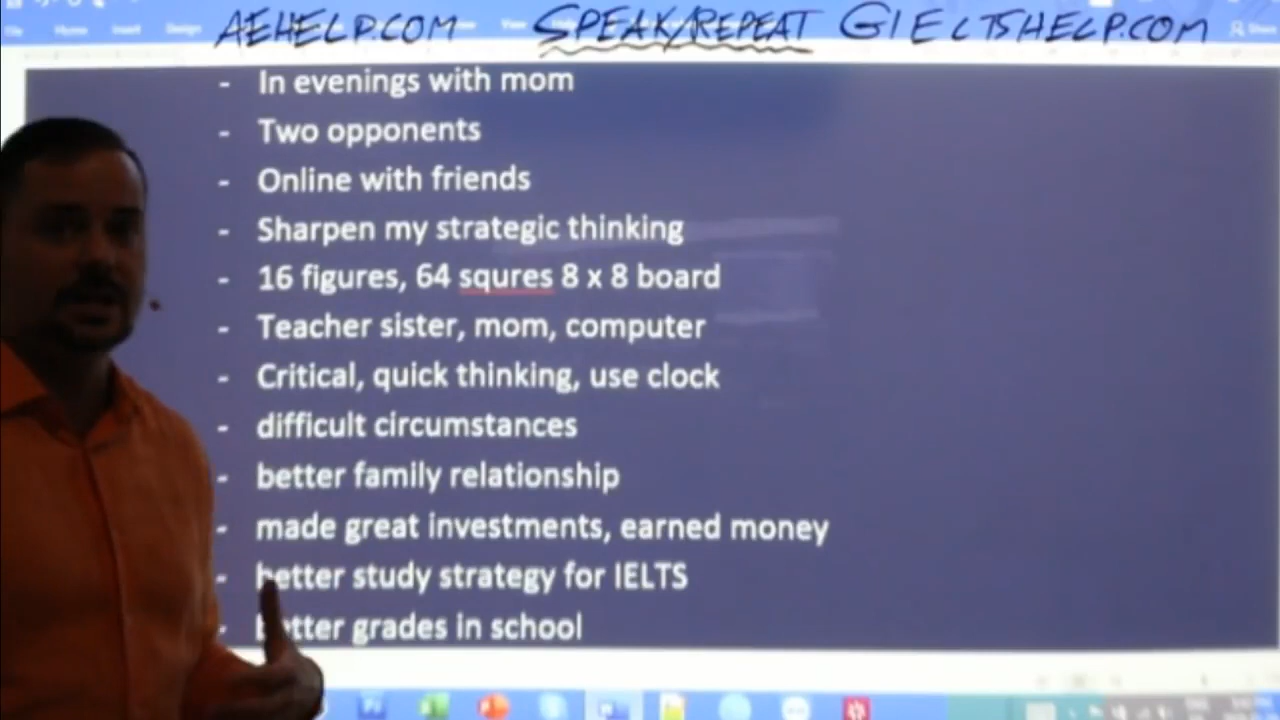 AEHELP.COM SPEAK/REPEAT GIELTSHELP.COM
- In evenings with mom
- Two opponents
- Online with friends
- Sharpen my strategic thinking
- 16 figures, 64 squres 8 x 8 board
- Teacher sister, mom, computer
- Critical, quick thinking, use clock
- difficult circumstances
- better family relationship
- made great investments, earned money
- better study strategy for IELTS
- better grades in school